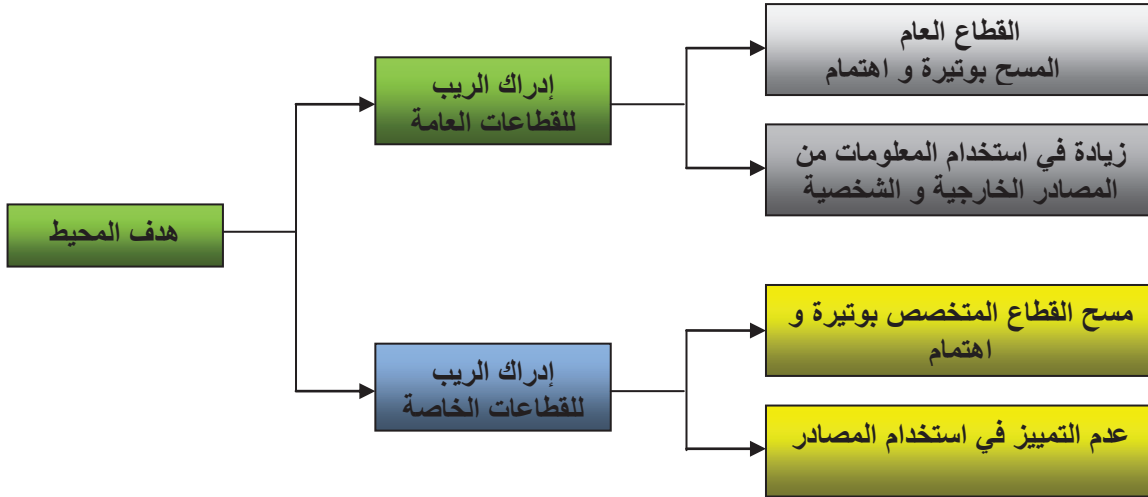 القطاع العام
المسح بوتيرة و اهتمام
إدراك الريب
للقطاعات العامة
زيادة في استخدام المعلومات من
المصادر الخارجية و الشخصية
هدف المحيط
مسح القطاع المتخصص بوتيرة و
اهتمام
إدراك الريب
للقطاعات الخاصة
عدم التمييز في استخدام المصادر